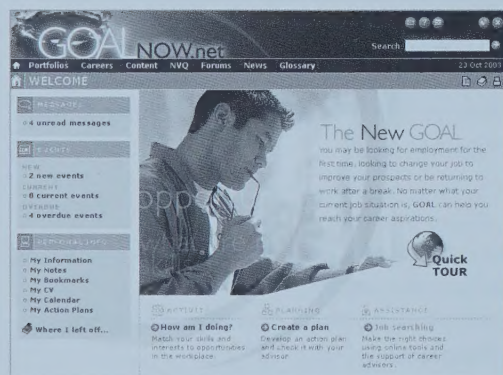 GOAL NOW.net
Search:
Portfolios Careers Content NVQ Forums News Glossary
23 Oct 2003
WELCOME
MESSAGES
4 unread messages
EVENTS
NEW
2 new events
CURRENT
6 current events
OVERDUE
4 overdue events
My Information
My Notes
My Bookmarks
My CV
My Calendar
My Action Plans
Where I left off...
The New GOAL
You may be looking for employment for the
first time, looking to change your job to
improve your prospects or be returning to
work after a break. No matter what your
current job situation is, GOAL can help you
reach your career aspirations.
Quick
TOUR
ACTIVITY
How am I doing?
Match your skills and
interests to opportunities
in the workplace.
PLANNING
Create a plan
Develop an action plan
and check it with your
advisor.
ASSISTANCE
Job searching
Make the right choices
using online tools and
the support of career
advisors.